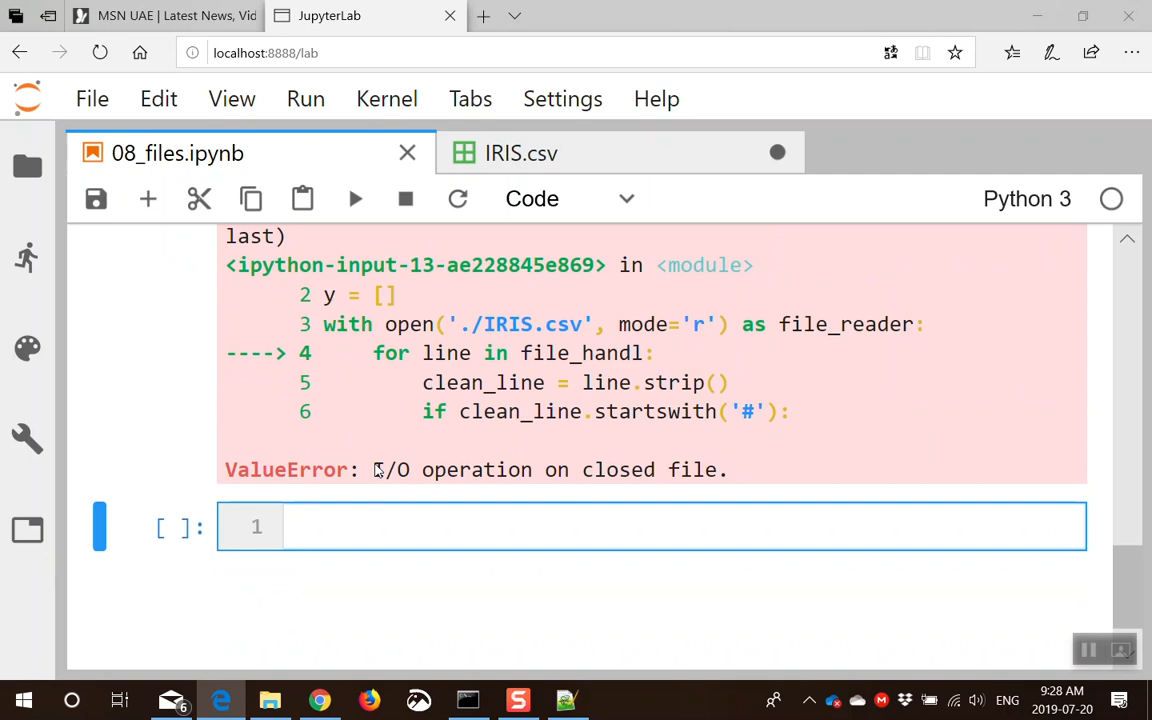 MSN UAE | Latest News, Vid
JupyterLab
localhost:8888/lab
File Edit View Run Kernel Tabs Settings Help
08_files.ipynb
IRIS.csv
Code
Python 3
last)
<ipython-input-13-ae228845e869> in <module>
2 y = []
3 with open('./IRIS.csv', mode='r') as file_reader:
----> 4     for line in file_handl:
5         clean_line = line.strip()
6         if clean_line.startswith('#'):
ValueError: I/O operation on closed file.
[ ]: 1
6
ENG
9:28 AM
2019-07-20